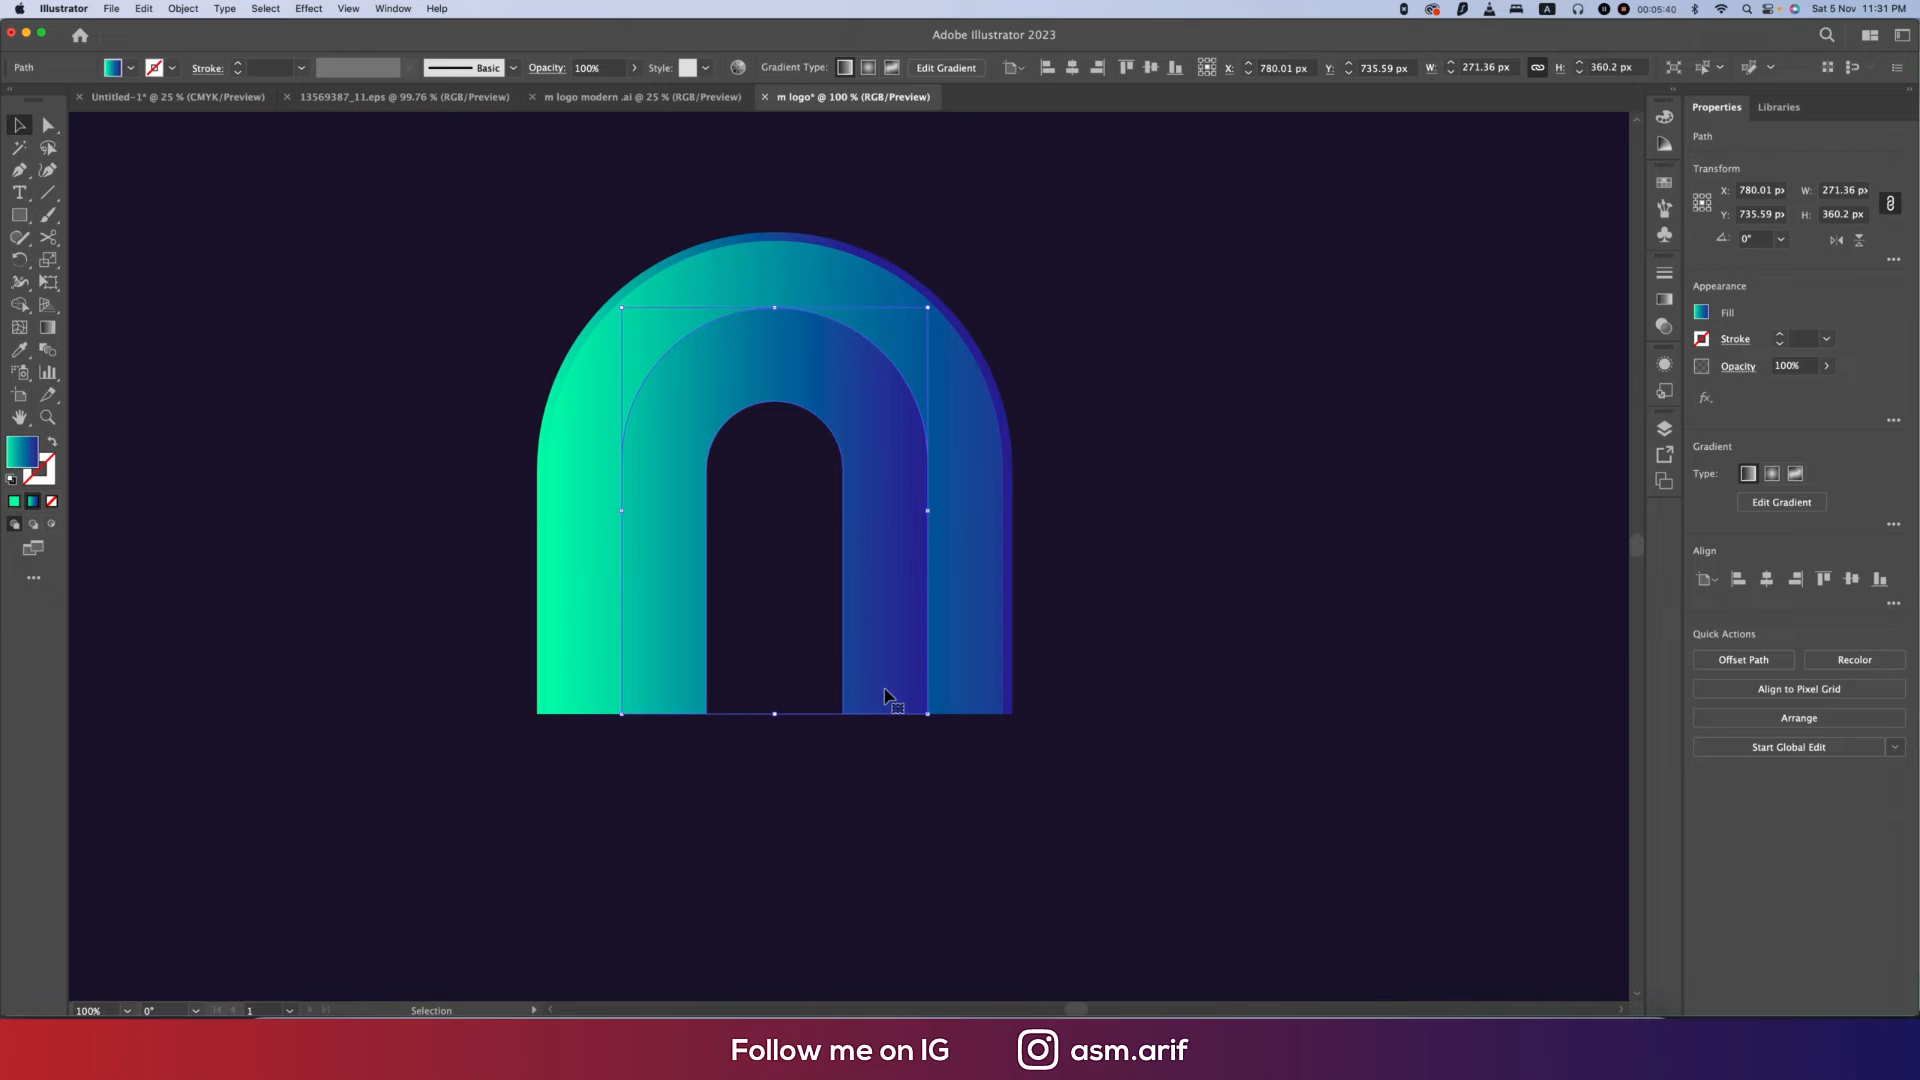 Illustrator File Edit Object Type Select Effect View Window Help
A 00:05:40 Sat 5 Nov 11:31 PM
Adobe Illustrator 2023
Path Stroke: Basic Opacity: 100% Style: Gradient Type: Edit Gradient X: 780.01 px Y: 735.59 px W: 271.36 px H: 360.2 px
Untitled-1* @ 25 % (CMYK/Preview) 13569387_11.eps @ 99.76 % (RGB/Preview) m logo modern .ai @ 25 % (RGB/Preview) m logo* @ 100 % (RGB/Preview)
Properties Libraries
Path
Transform
X: 780.01 px W: 271.36 px
Y: 735.59 px H: 360.2 px
0°
Appearance
Fill
Stroke
Opacity 100%
fx.
Gradient
Type:
Edit Gradient
Align
Quick Actions
Offset Path Recolor
Align to Pixel Grid
Arrange
Start Global Edit
100% 0° 1 Selection
Follow me on IG asm.arif